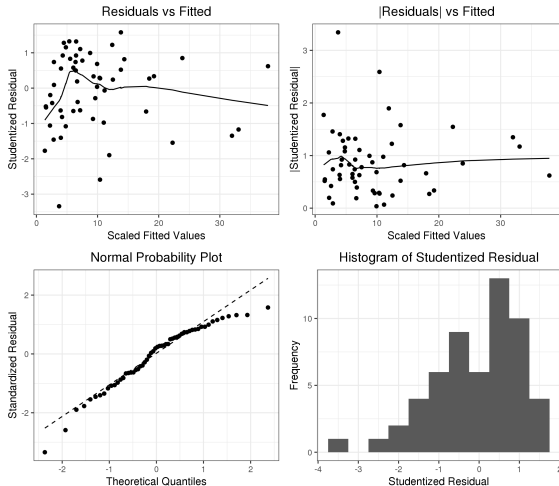 Residuals vs Fitted
Studentized Residual
1
0
-1
-2
-3
0
10
20
30
Scaled Fitted Values
|Residuals| vs Fitted
|Studentized Residual|
3
2
1
0
0
10
20
30
Scaled Fitted Values
Normal Probability Plot
Standardized Residual
2
0
-2
-2
-1
0
1
2
Theoretical Quantiles
Histogram of Studentized Residual
Frequency
10
5
0
-4
-3
-2
-1
0
1
2
Studentized Residual